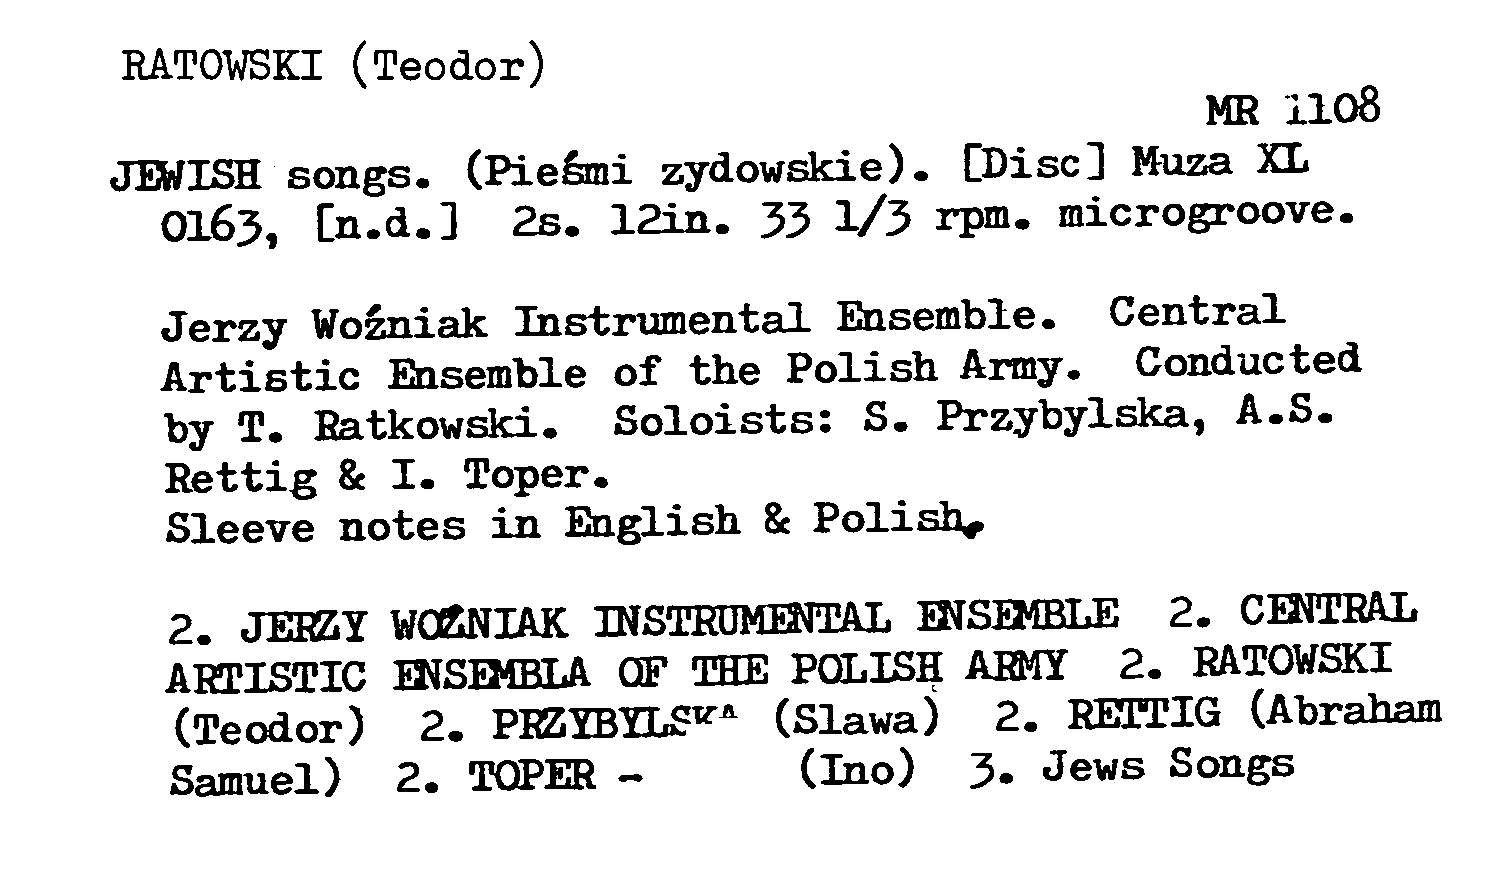 RATOWSKI (Teodor)
MR 1108
JEWISH songs. (Pieśmi zydowskie). [Disc] Muza XL
0163, [n.d.] 2s. 12in. 33 1/3 rpm. microgroove.
Jerzy Woźniak Instrumental Ensemble. Central
Artistic Ensemble of the Polish Army. Conducted
by T. Ratkowski. Soloists: S. Przybylska, A.S.
Rettig & I. Toper.
Sleeve notes in English & Polish.
2. JERZY WOŹNIAK INSTRUMENTAL ENSEMBLE 2. CENTRAL
ARTISTIC ENSEMBLA OF THE POLISH ARMY 2. RATOWSKI
(Teodor) 2. PRZYBYLSKA (Slawa) 2. RETTIG (Abraham
Samuel) 2. TOPER - (Ino) 3. Jews Songs